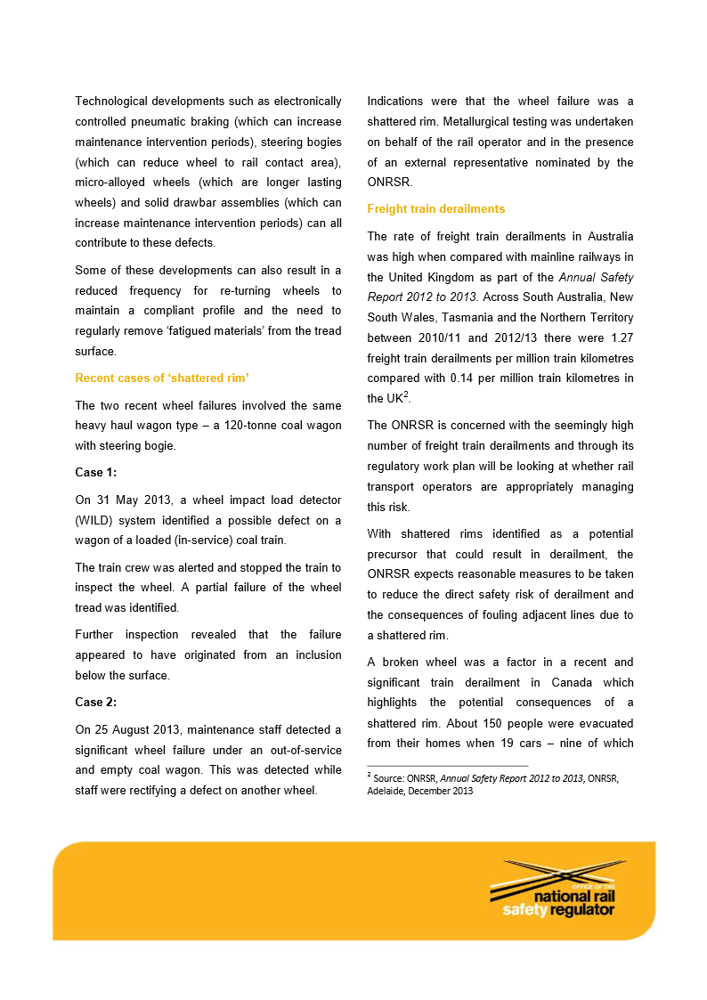 Technological developments such as electronically
controlled pneumatic braking (which can increase
maintenance intervention periods), steering bogies
(which can reduce wheel to rail contact area),
micro-alloyed wheels (which are longer lasting
wheels) and solid drawbar assemblies (which can
increase maintenance intervention periods) can all
contribute to these defects.
Some of these developments can also result in a
reduced frequency for re-turning wheels to
maintain a compliant profile and the need to
regularly remove ‘fatigued materials’ from the tread
surface.
Recent cases of ‘shattered rim’
The two recent wheel failures involved the same
heavy haul wagon type – a 120-tonne coal wagon
with steering bogie.
Case 1:
On 31 May 2013, a wheel impact load detector
(WILD) system identified a possible defect on a
wagon of a loaded (in-service) coal train.
The train crew was alerted and stopped the train to
inspect the wheel. A partial failure of the wheel
tread was identified.
Further inspection revealed that the failure
appeared to have originated from an inclusion
below the surface.
Case 2:
On 25 August 2013, maintenance staff detected a
significant wheel failure under an out-of-service
and empty coal wagon. This was detected while
staff were rectifying a defect on another wheel.
Indications were that the wheel failure was a
shattered rim. Metallurgical testing was undertaken
on behalf of the rail operator and in the presence
of an external representative nominated by the
ONRSR.
Freight train derailments
The rate of freight train derailments in Australia
was high when compared with mainline railways in
the United Kingdom as part of the Annual Safety
Report 2012 to 2013. Across South Australia, New
South Wales, Tasmania and the Northern Territory
between 2010/11 and 2012/13 there were 1.27
freight train derailments per million train kilometres
compared with 0.14 per million train kilometres in
the UK².
The ONRSR is concerned with the seemingly high
number of freight train derailments and through its
regulatory work plan will be looking at whether rail
transport operators are appropriately managing
this risk.
With shattered rims identified as a potential
precursor that could result in derailment, the
ONRSR expects reasonable measures to be taken
to reduce the direct safety risk of derailment and
the consequences of fouling adjacent lines due to
a shattered rim.
A broken wheel was a factor in a recent and
significant train derailment in Canada which
highlights the potential consequences of a
shattered rim. About 150 people were evacuated
from their homes when 19 cars – nine of which
² Source: ONRSR, Annual Safety Report 2012 to 2013, ONRSR,
Adelaide, December 2013
OFFICE OF THE
national rail
safety regulator